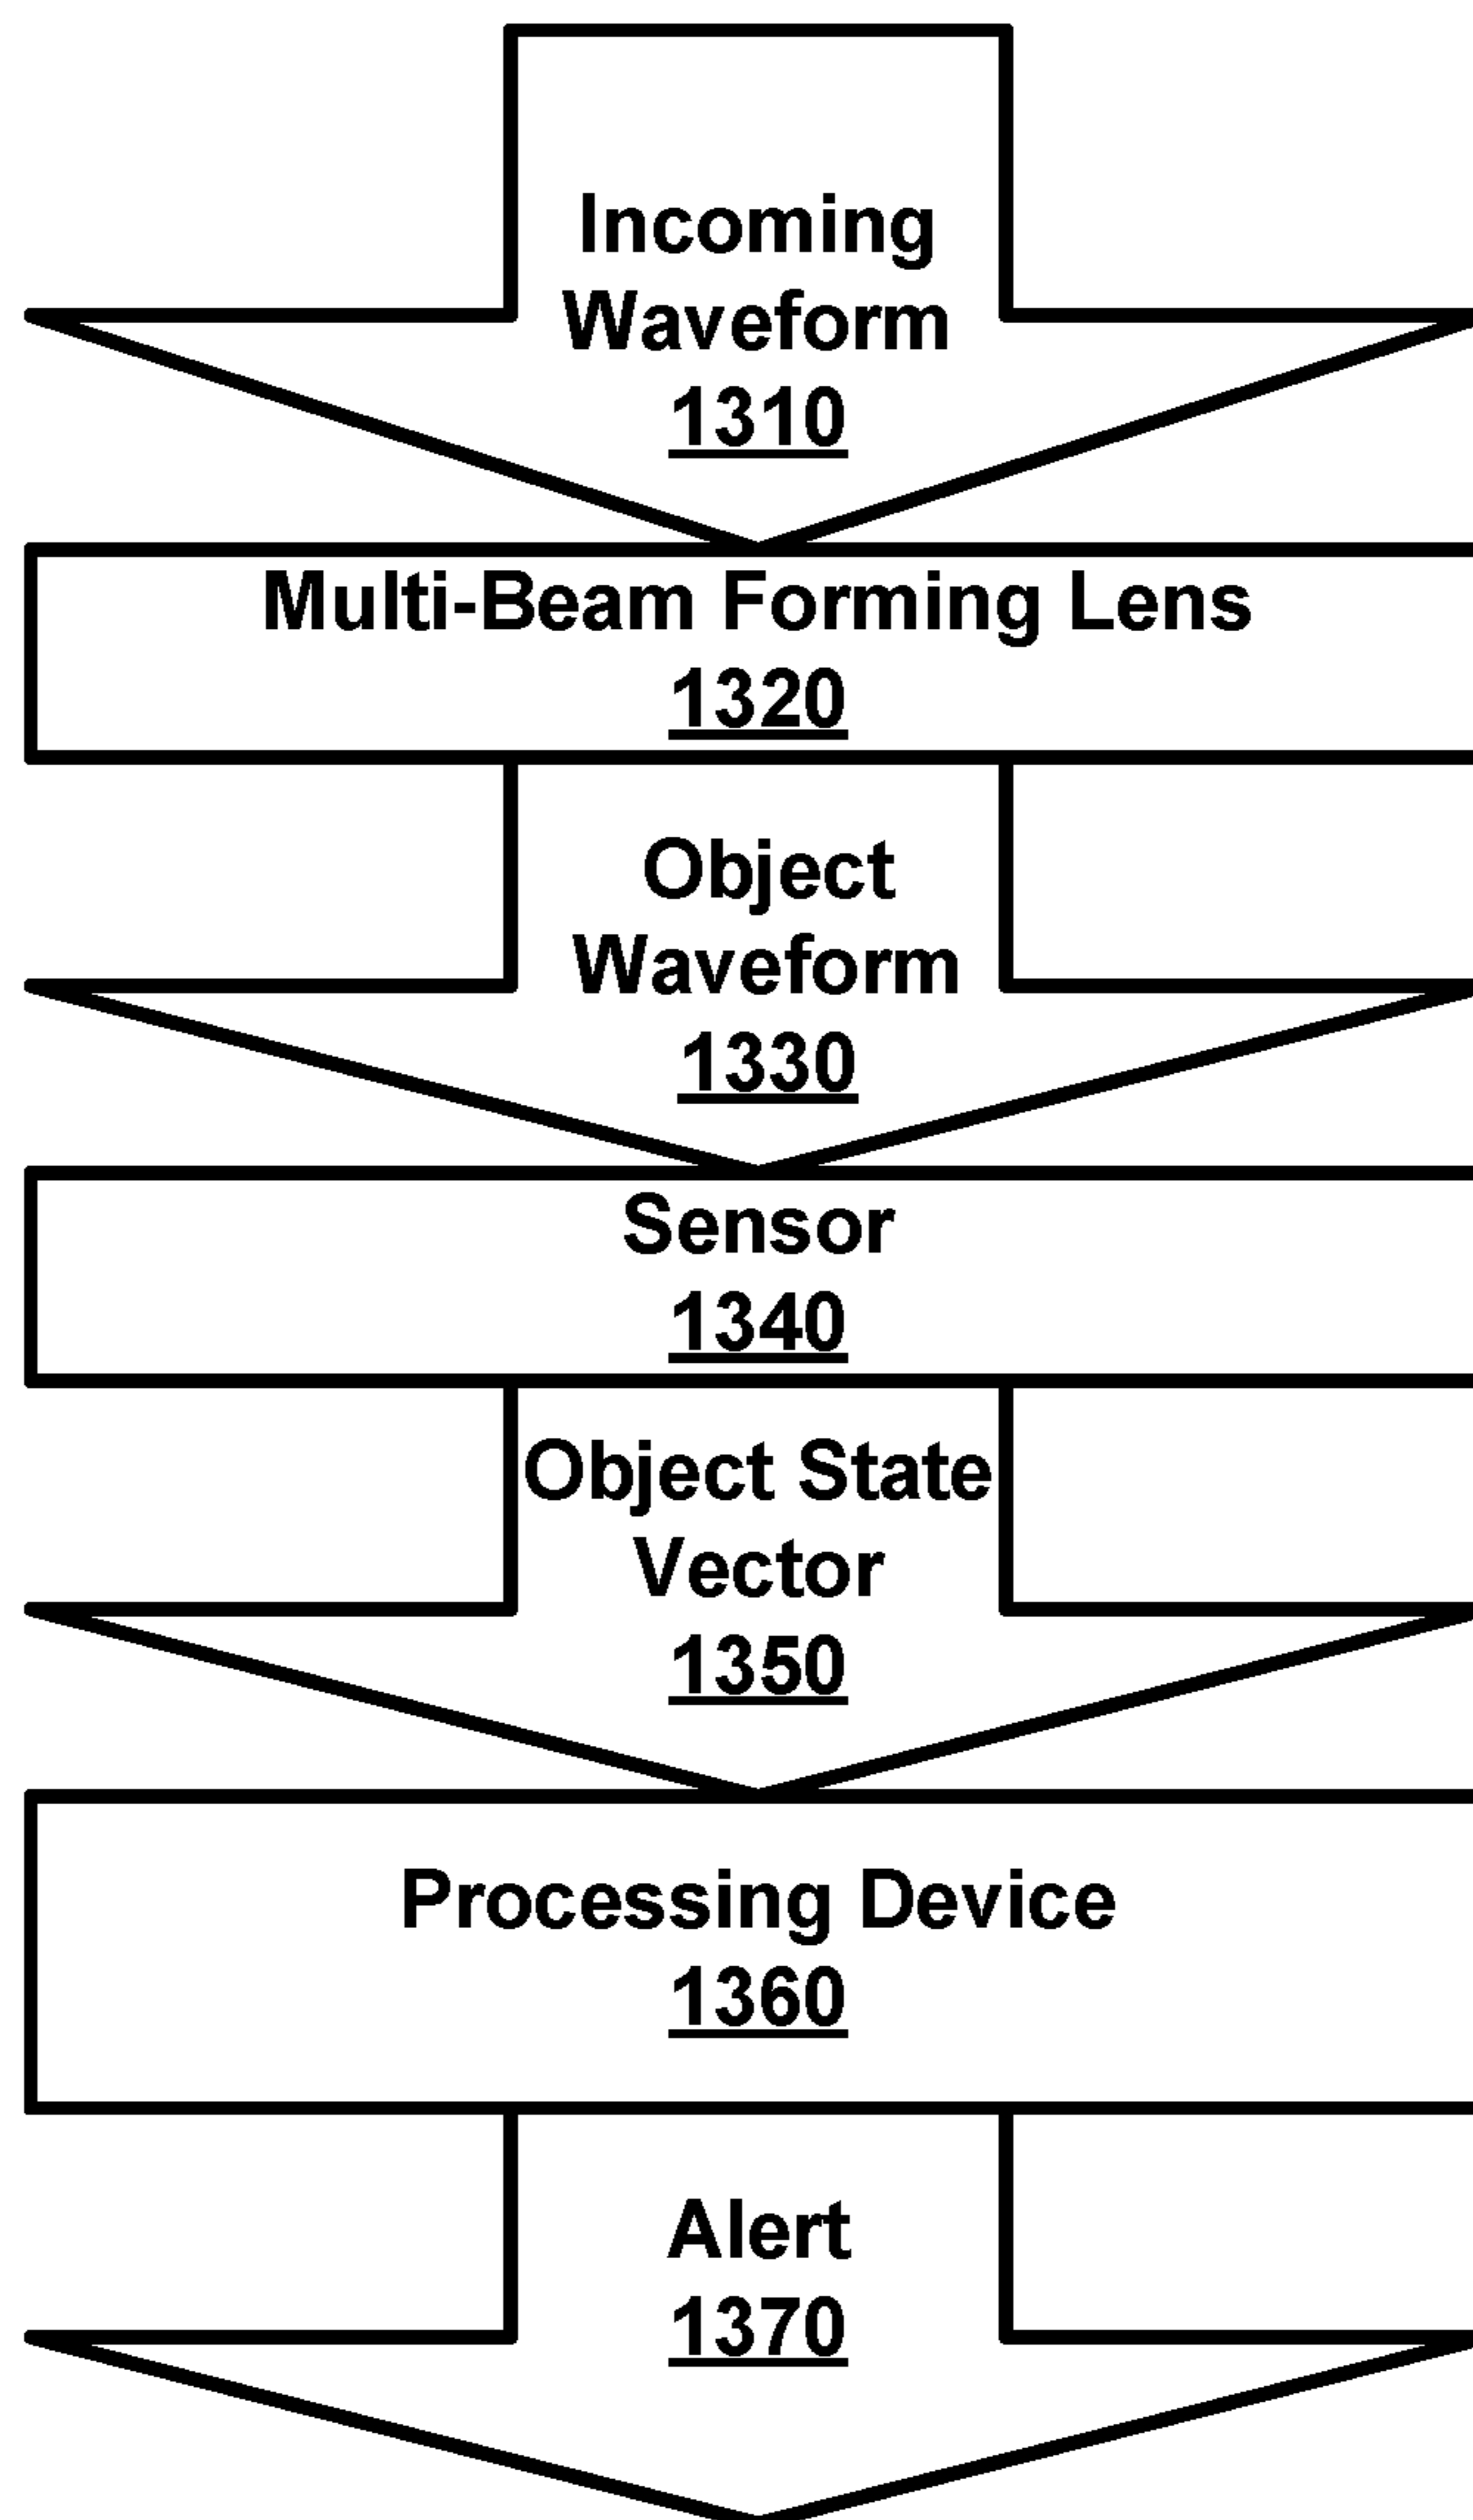 Incoming
Waveform
1310
Multi-Beam Forming Lens
1320
Object
Waveform
1330
Sensor
1340
Object State
Vector
1350
Processing Device
1360
Alert
1370